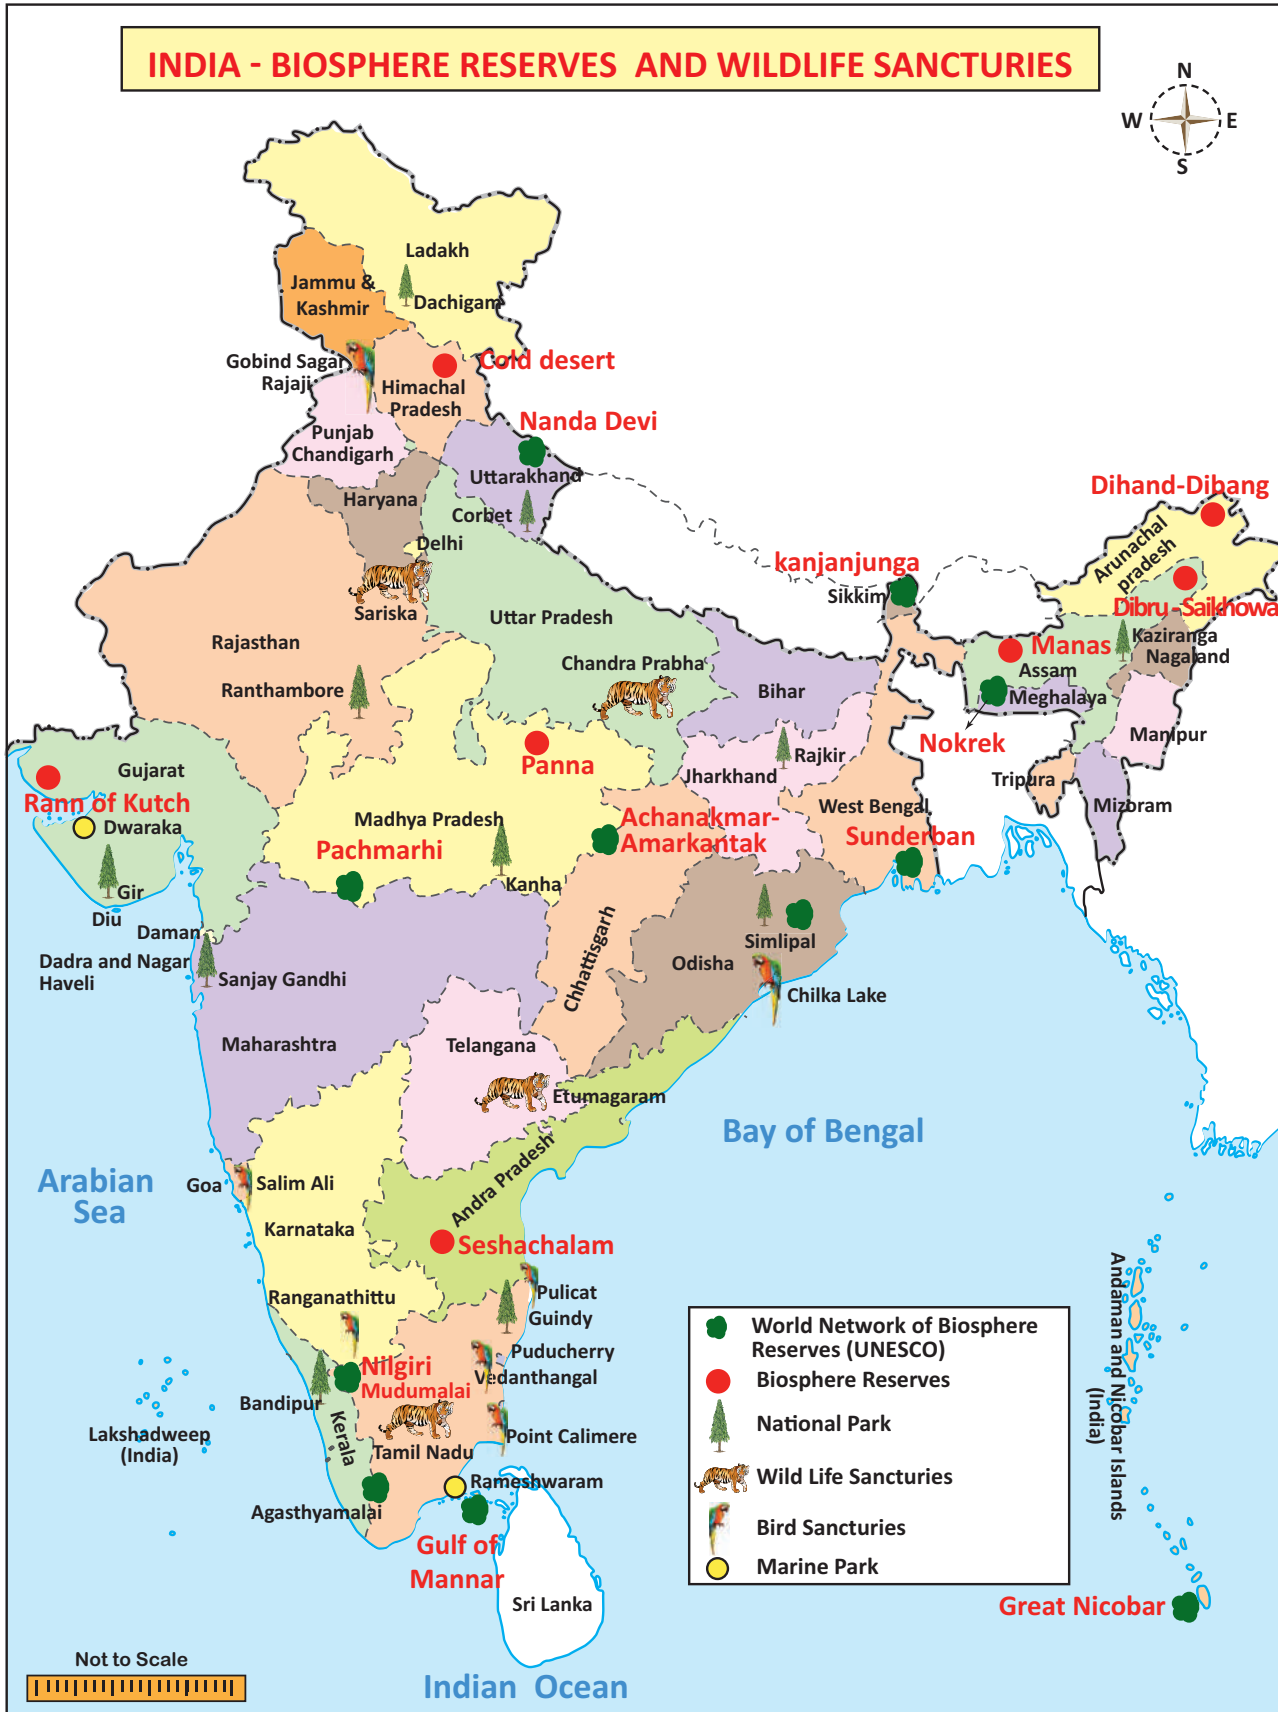 INDIA - BIOSPHERE RESERVES AND WILDLIFE SANCTURIES
N
W
E
S
Ladakh
Jammu &
Kashmir
Dachigam
Gobind Sagar
Rajaji
Cold desert
Himachal
Pradesh
Nanda Devi
Punjab
Chandigarh
Uttarakhand
Haryana
Corbet
Delhi
Dihand-Dibang
Arunachal
pradesh
kanjanjunga
Sikkim
Sariska
Uttar Pradesh
Dibru -Saikhowa
Kaziranga
Nagaland
Manas
Assam
Meghalaya
Rajasthan
Chandra Prabha
Ranthambore
Bihar
Nokrek
Manipur
Panna
Rajkir
Jharkhand
Tripura
Mizoram
Gujarat
Rann of Kutch
Dwaraka
Madhya Pradesh
Achanakmar-
Amarkantak
West Bengal
Sunderban
Pachmarhi
Kanha
Gir
Diu
Daman
Dadra and Nagar
Haveli
Sanjay Gandhi
Chhattisgarh
Simlipal
Odisha
Chilka Lake
Maharashtra
Telangana
Etumagaram
Bay of Bengal
Andra Pradesh
Arabian
Sea
Goa
Salim Ali
Karnataka
Seshachalam
Ranganathittu
Pulicat
Guindy
Puducherry
Vedanthangal
Nilgiri
Mudumalai
Bandipur
Kerala
Lakshadweep
(India)
Point Calimere
Tamil Nadu
Rameshwaram
Agasthyamalai
Gulf of
Mannar
Sri Lanka
Andaman and Nicobar Islands
(India)
World Network of Biosphere
Reserves (UNESCO)
Biosphere Reserves
National Park
Wild Life Sancturies
Bird Sancturies
Marine Park
Great Nicobar
Not to Scale
Indian Ocean